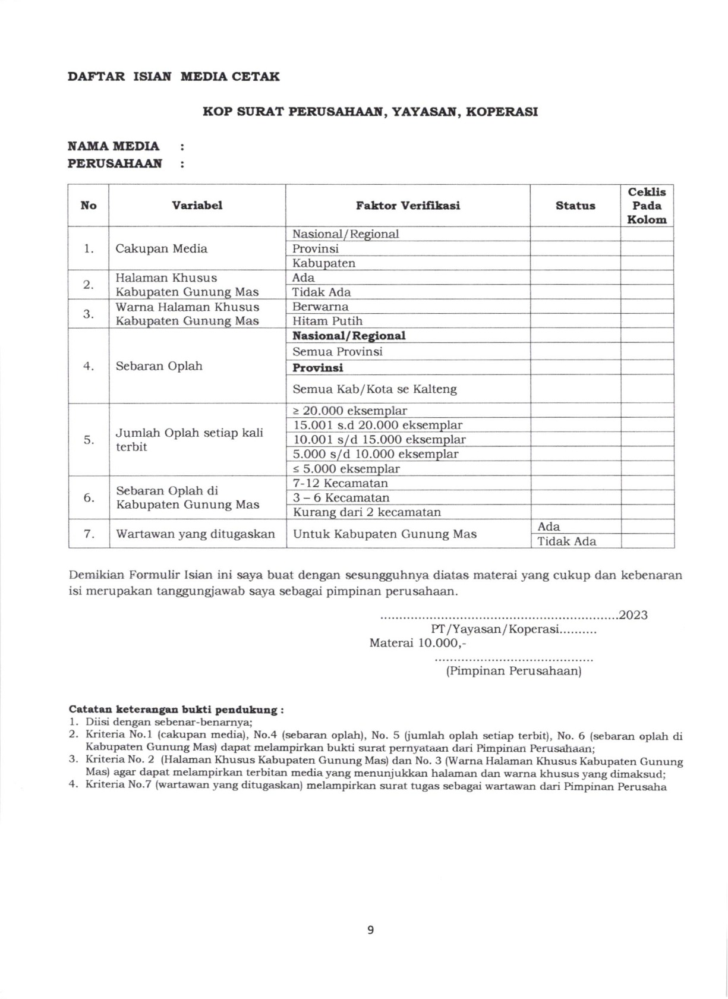 DAFTAR ISIAN MEDIA CETAK
KOP SURAT PERUSAHAAN, YAYASAN, KOPERASI
NAMA MEDIA :
PERUSAHAAN :
No Variabel Faktor Verifikasi Status Ceklis Pada Kolom
1. Cakupan Media
Nasional/Regional
Provinsi
Kabupaten
2. Halaman Khusus
Kabupaten Gunung Mas
Ada
Tidak Ada
3. Warna Halaman Khusus
Kabupaten Gunung Mas
Berwarna
Hitam Putih
4. Sebaran Oplah
Nasional/Regional
Semua Provinsi
Provinsi
Semua Kab/Kota se Kalteng
5. Jumlah Oplah setiap kali
terbit
≥ 20.000 eksemplar
15.001 s.d 20.000 eksemplar
10.001 s/d 15.000 eksemplar
5.000 s/d 10.000 eksemplar
≤ 5.000 eksemplar
6. Sebaran Oplah di
Kabupaten Gunung Mas
7-12 Kecamatan
3 – 6 Kecamatan
Kurang dari 2 kecamatan
7. Wartawan yang ditugaskan Untuk Kabupaten Gunung Mas
Ada
Tidak Ada
Demikian Formulir Isian ini saya buat dengan sesungguhnya diatas materai yang cukup dan kebenaran
isi merupakan tanggungjawab saya sebagai pimpinan perusahaan.
...............................................................2023
PT/Yayasan/Koperasi..........
Materai 10.000,-
..........................................
(Pimpinan Perusahaan)
Catatan keterangan bukti pendukung :
1. Diisi dengan sebenar-benarnya;
2. Kriteria No.1 (cakupan media), No.4 (sebaran oplah), No. 5 (jumlah oplah setiap terbit), No. 6 (sebaran oplah di
Kabupaten Gunung Mas) dapat melampirkan bukti surat pernyataan dari Pimpinan Perusahaan;
3. Kriteria No. 2 (Halaman Khusus Kabupaten Gunung Mas) dan No. 3 (Warna Halaman Khusus Kabupaten Gunung
Mas) agar dapat melampirkan terbitan media yang menunjukkan halaman dan warna khusus yang dimaksud;
4. Kriteria No.7 (wartawan yang ditugaskan) melampirkan surat tugas sebagai wartawan dari Pimpinan Perusaha
9